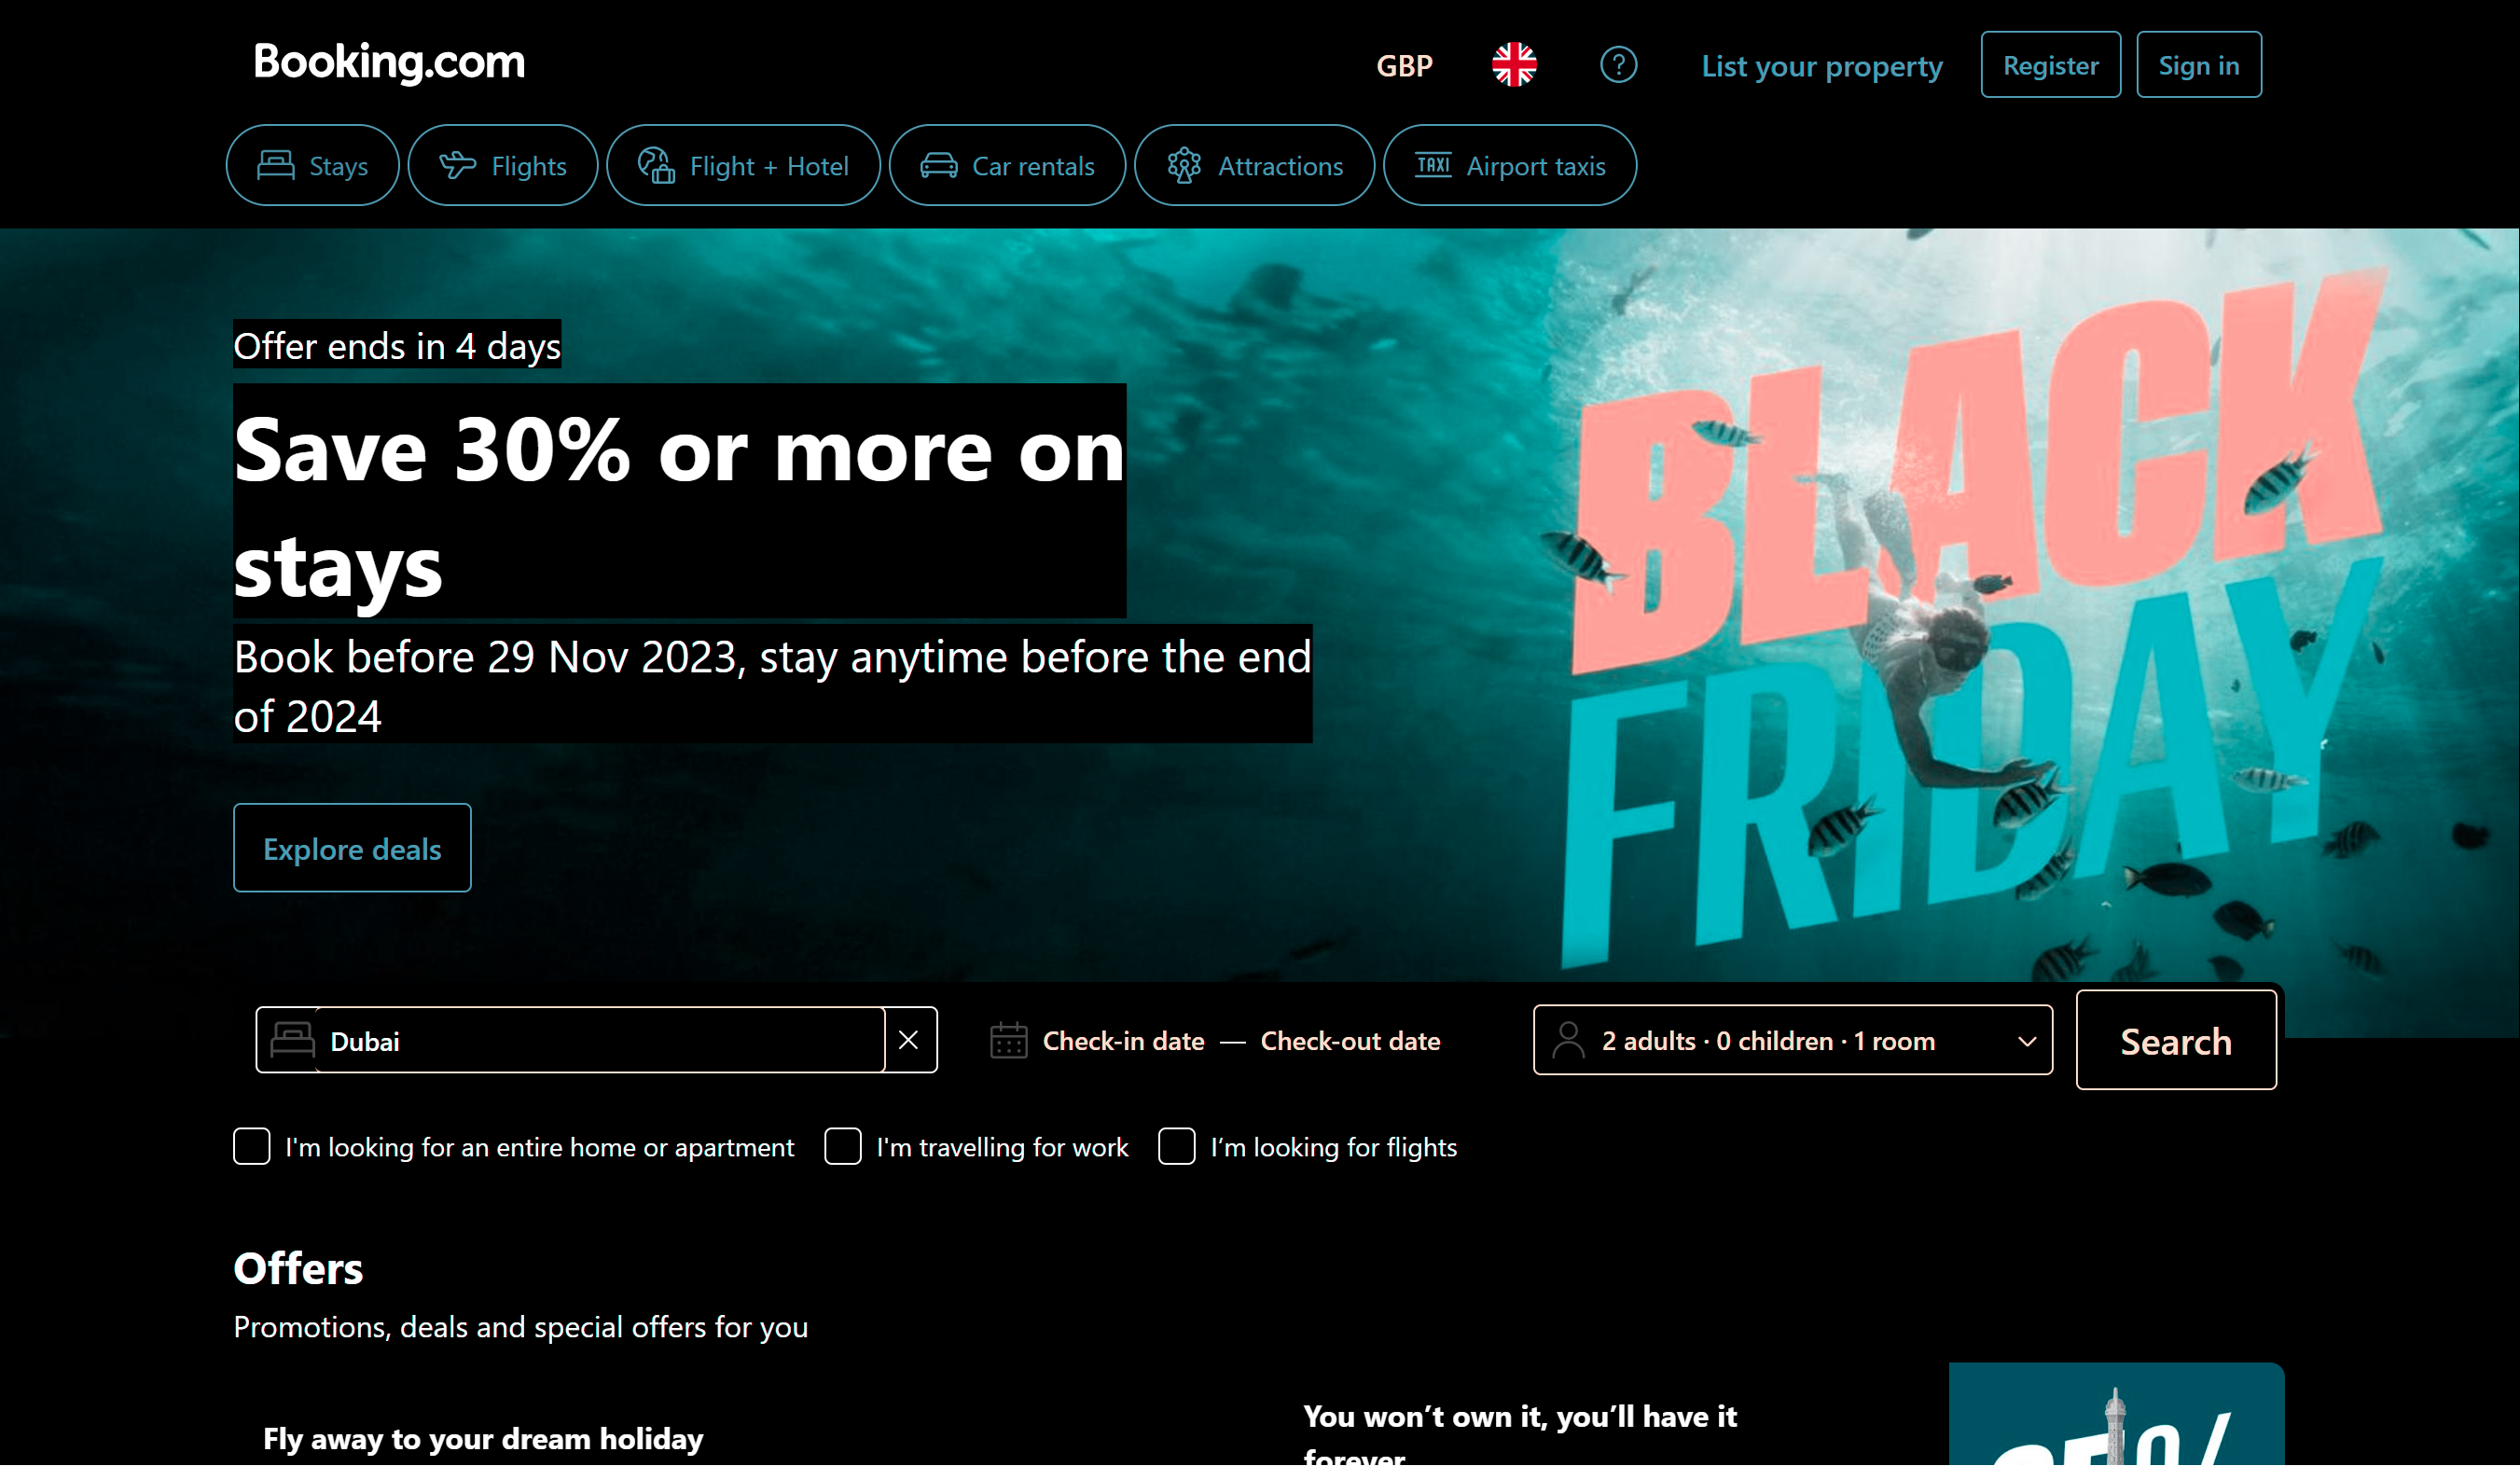 Booking.com
GBP
List your property
Register
Sign in
Stays
Flights
Flight + Hotel
Car rentals
Attractions
TAXI
Airport taxis
Offer ends in 4 days
Save 30% or more on
stays
Book before 29 Nov 2023, stay anytime before the end
of 2024
Explore deals
BLACK
FRIDAY
Dubai
Check-in date — Check-out date
2 adults · 0 children · 1 room
Search
I'm looking for an entire home or apartment
I'm travelling for work
I’m looking for flights
Offers
Promotions, deals and special offers for you
Fly away to your dream holiday
You won’t own it, you’ll have it
forever